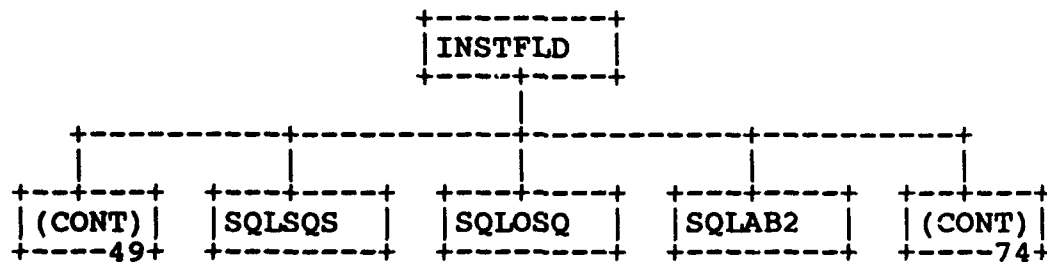 INSTFLD
(CONT) SQLSQS SQLOSQ SQLAB2 (CONT)
49 74